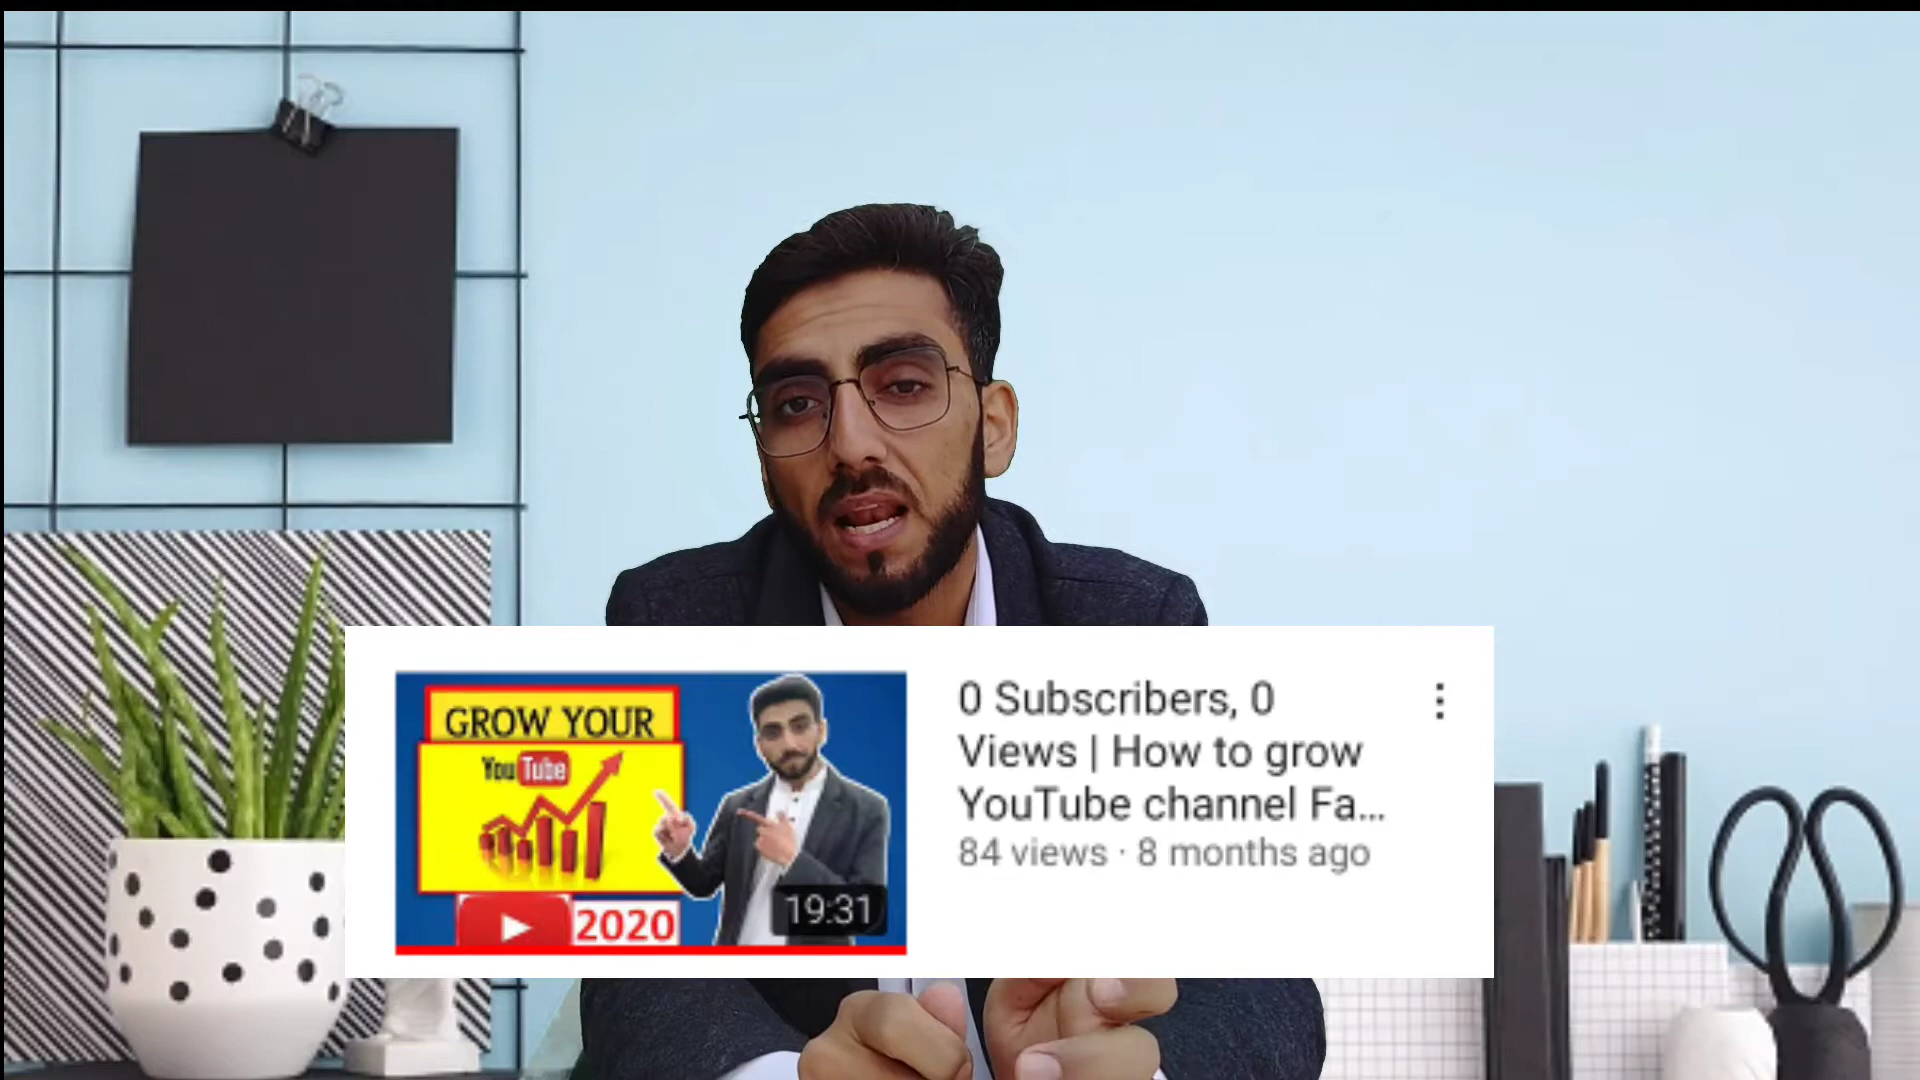 GROW YOUR
YouTube
2020
19:31
0 Subscribers, 0
Views | How to grow
YouTube channel Fa...
84 views · 8 months ago